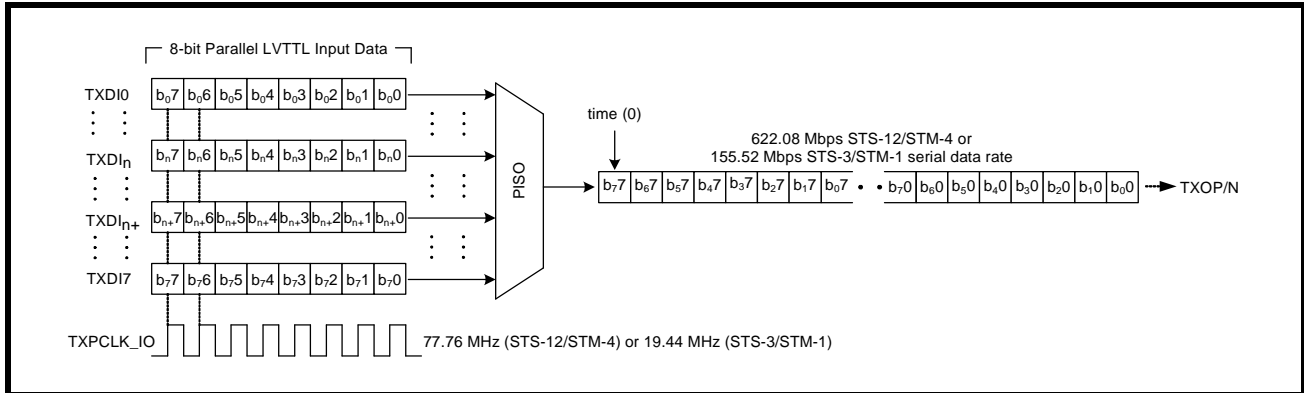 8-bit Parallel LVTTL Input Data
TXDI0 b₀7 b₀6 b₀5 b₀4 b₀3 b₀2 b₀1 b₀0
TXDIₙ bₙ7 bₙ6 bₙ5 bₙ4 bₙ3 bₙ2 bₙ1 bₙ0
TXDIₙ₊ bₙ₊7 bₙ₊6 bₙ₊5 bₙ₊4 bₙ₊3 bₙ₊2 bₙ₊1 bₙ₊0
TXDI7 b₇7 b₇6 b₇5 b₇4 b₇3 b₇2 b₇1 b₇0
TXPCLK_IO 77.76 MHz (STS-12/STM-4) or 19.44 MHz (STS-3/STM-1)
PISO
time (0)
622.08 Mbps STS-12/STM-4 or
155.52 Mbps STS-3/STM-1 serial data rate
b₇7 b₆7 b₅7 b₄7 b₃7 b₂7 b₁7 b₀7 b₇0 b₆0 b₅0 b₄0 b₃0 b₂0 b₁0 b₀0 TXOP/N